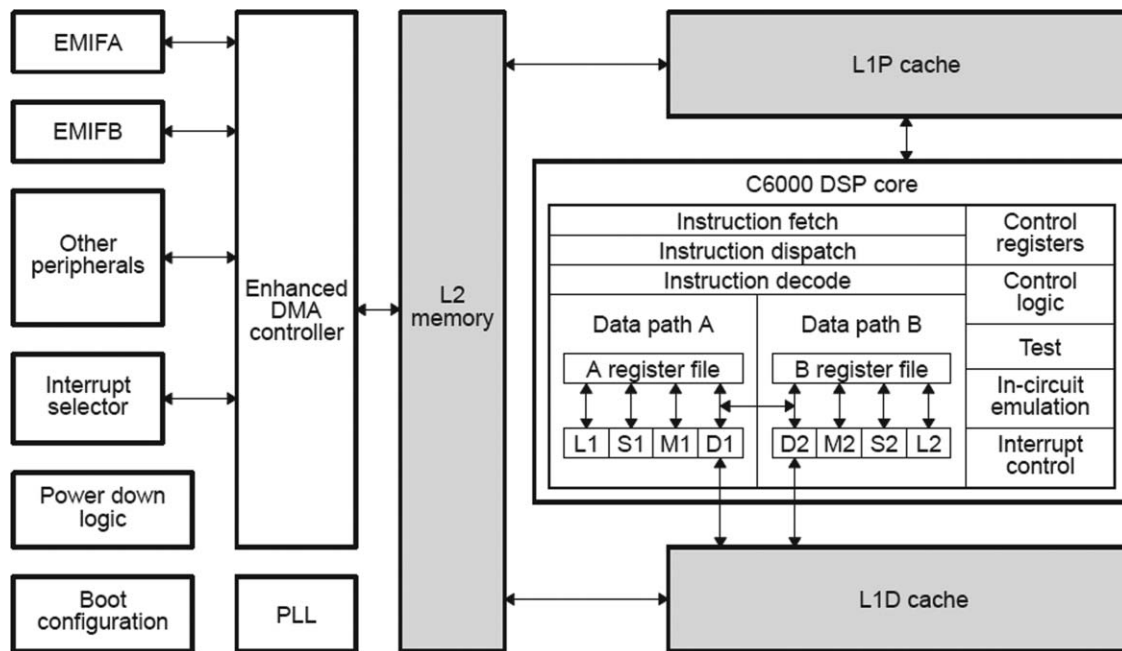 EMIFA
EMIFB
Other
peripherals
Interrupt
selector
Power down
logic
Boot
configuration
Enhanced
DMA
controller
PLL
L2
memory
L1P cache
C6000 DSP core
Instruction fetch
Instruction dispatch
Instruction decode
Data path A
A register file
L1 S1 M1 D1
Data path B
B register file
D2 M2 S2 L2
Control
registers
Control
logic
Test
In-circuit
emulation
Interrupt
control
L1D cache